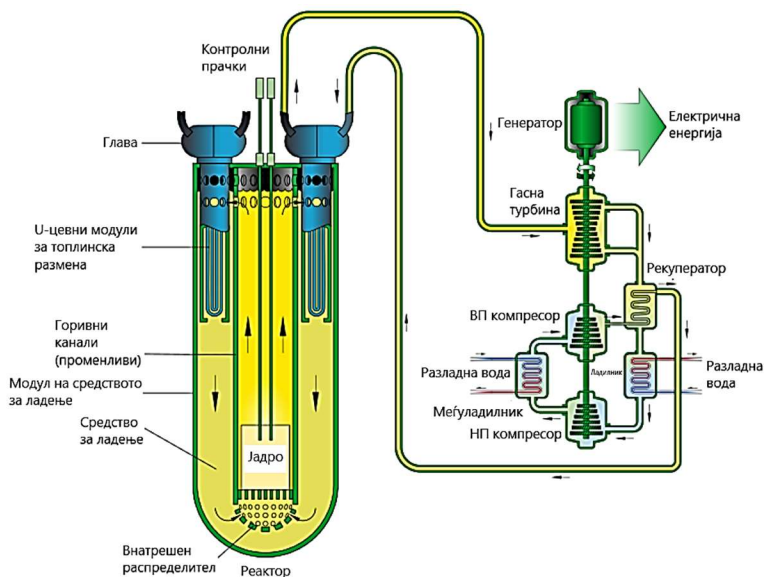 Контролни
прачки
Глава
U-цевни модули
за топлинска
размена
Горивни
канали
(променливи)
Модул на средството
за ладење
Средство
за ладење
Јадро
Внатрешен
распределител
Реактор
Генератор
Електрична
енергија
Гасна
турбина
Рекуператор
ВП компресор
Разладна вода
Ладилник
Разладна
вода
Меѓуладилник
НП компресор